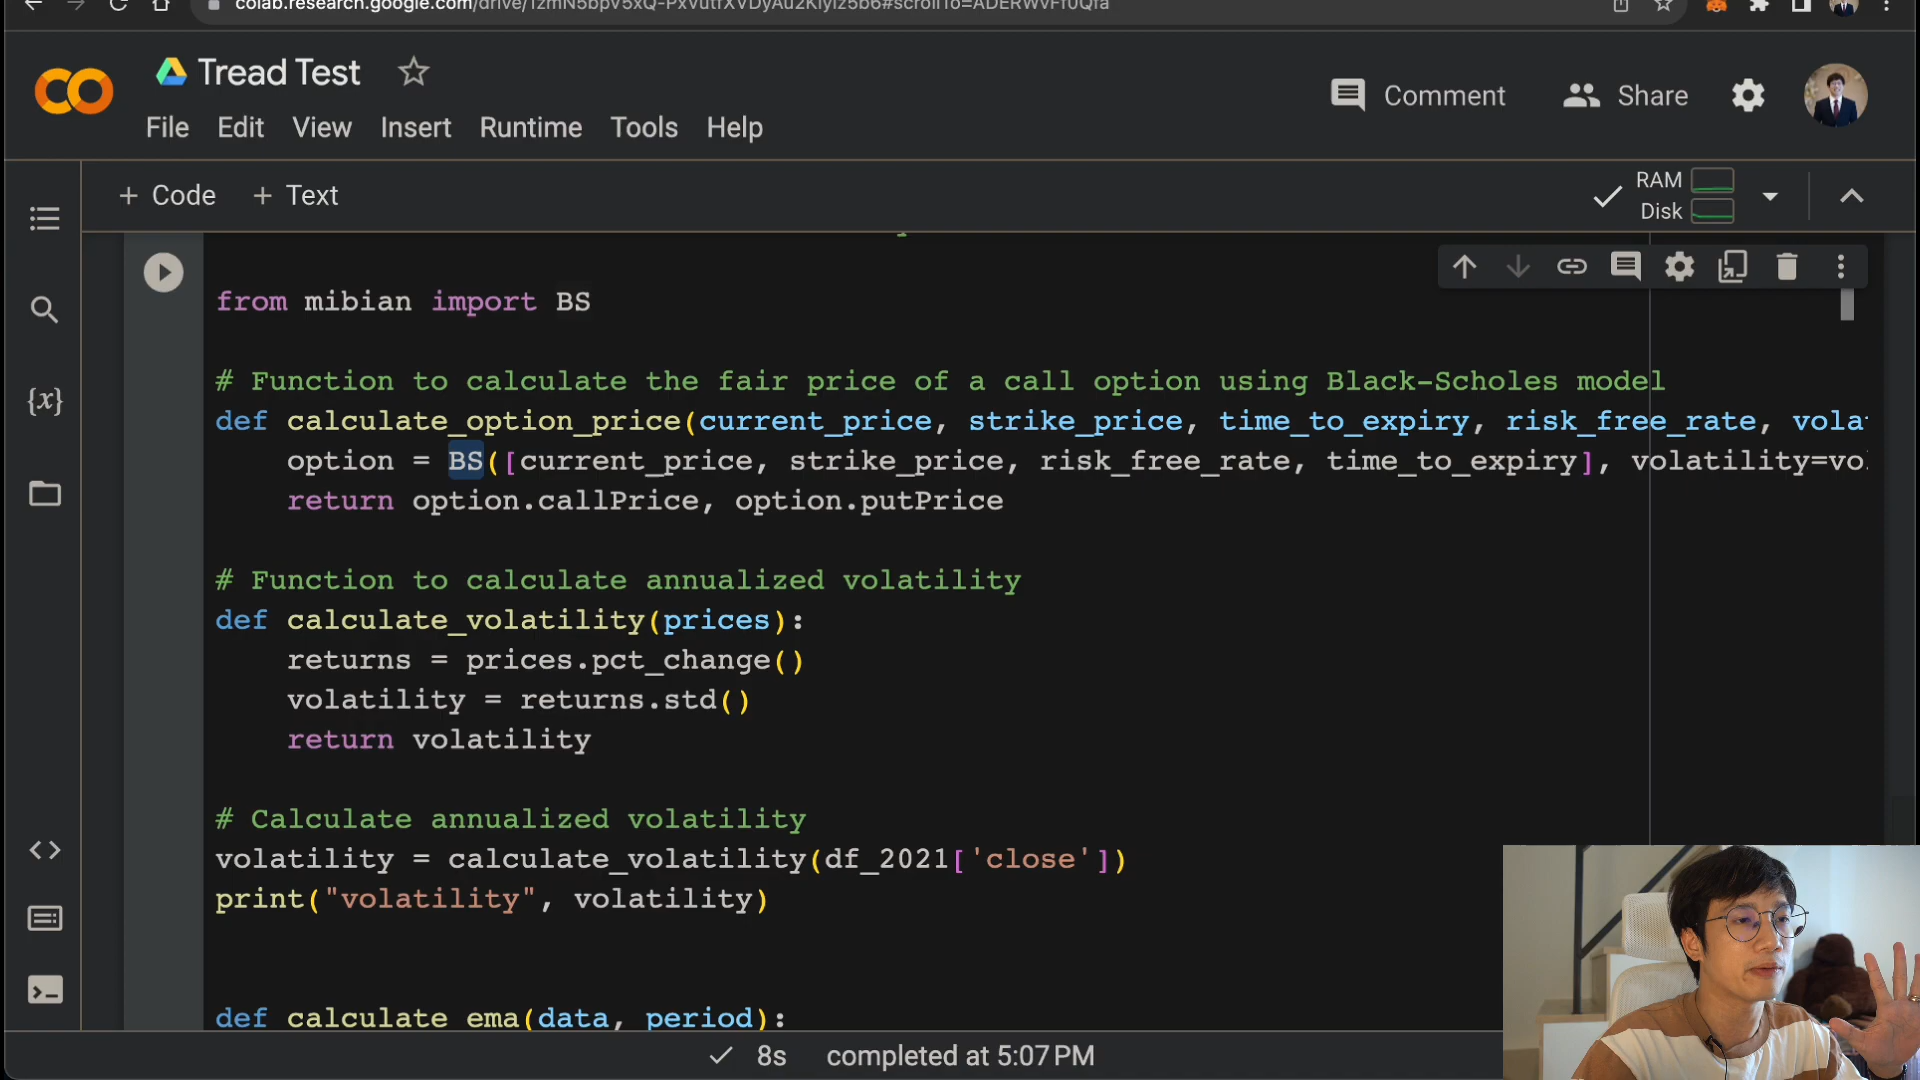 Tread Test
Comment
Share
File Edit View Insert Runtime Tools Help
+ Code + Text
RAM
Disk
from mibian import BS
# Function to calculate the fair price of a call option using Black-Scholes model
def calculate_option_price(current_price, strike_price, time_to_expiry, risk_free_rate, volat
option = BS([current_price, strike_price, risk_free_rate, time_to_expiry], volatility=vo
return option.callPrice, option.putPrice
# Function to calculate annualized volatility
def calculate_volatility(prices):
returns = prices.pct_change()
volatility = returns.std()
return volatility
# Calculate annualized volatility
volatility = calculate_volatility(df_2021['close'])
print("volatility", volatility)
def calculate_ema(data, period):
8s completed at 5:07 PM